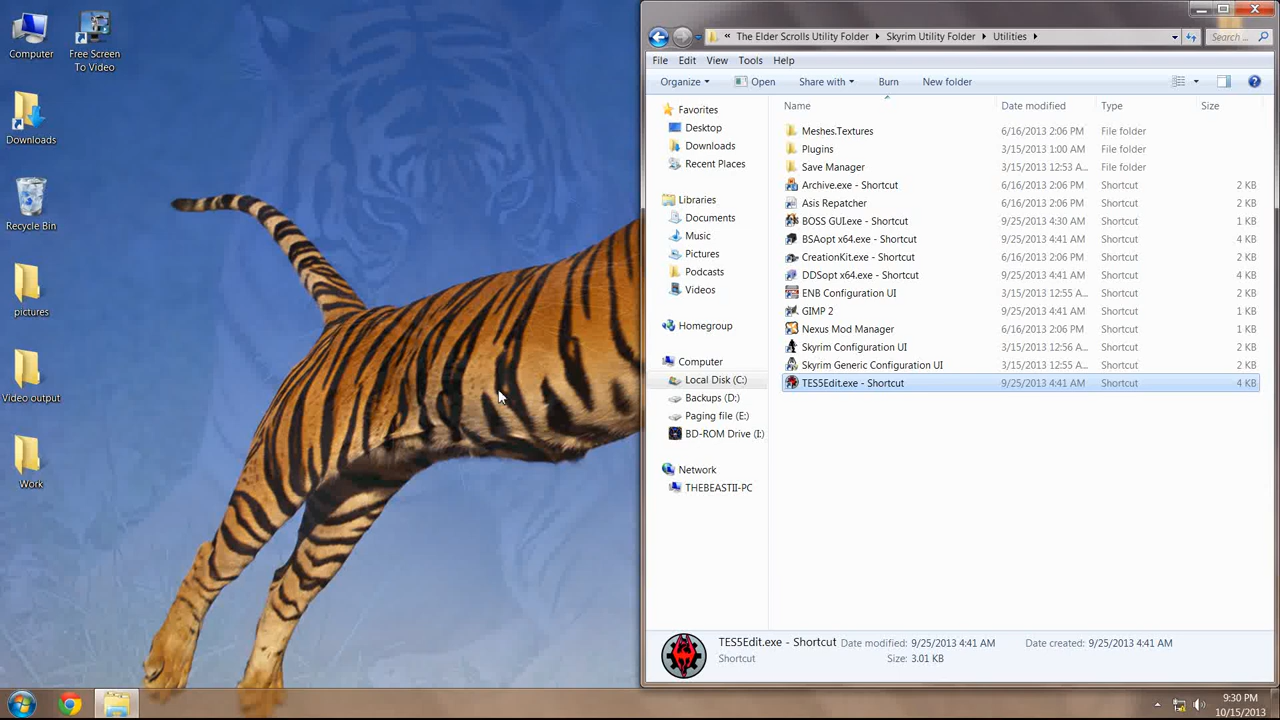 Computer
Free Screen
To Video
Downloads
Recycle Bin
pictures
Video output
Work
« The Elder Scrolls Utility Folder Skyrim Utility Folder Utilities
Search...
File Edit View Tools Help
Organize Open Share with Burn New folder
Favorites
Desktop
Downloads
Recent Places
Libraries
Documents
Music
Pictures
Podcasts
Videos
Homegroup
Computer
Local Disk (C:)
Backups (D:)
Paging file (E:)
BD-ROM Drive (I:)
Network
THEBEASTII-PC
Name Date modified Type Size
Meshes.Textures 6/16/2013 2:06 PM File folder
Plugins 3/15/2013 1:00 AM File folder
Save Manager 3/15/2013 12:53 A... File folder
Archive.exe - Shortcut 6/16/2013 2:06 PM Shortcut 2 KB
Asis Repatcher 6/16/2013 2:06 PM Shortcut 2 KB
BOSS GUI.exe - Shortcut 9/25/2013 4:30 AM Shortcut 1 KB
BSAopt x64.exe - Shortcut 9/25/2013 4:41 AM Shortcut 4 KB
CreationKit.exe - Shortcut 6/16/2013 2:06 PM Shortcut 2 KB
DDSopt x64.exe - Shortcut 9/25/2013 4:41 AM Shortcut 4 KB
ENB Configuration UI 3/15/2013 12:55 A... Shortcut 2 KB
GIMP 2 9/25/2013 4:41 AM Shortcut 1 KB
Nexus Mod Manager 6/16/2013 2:06 PM Shortcut 1 KB
Skyrim Configuration UI 3/15/2013 12:56 A... Shortcut 2 KB
Skyrim Generic Configuration UI 3/15/2013 12:55 A... Shortcut 2 KB
TES5Edit.exe - Shortcut 9/25/2013 4:41 AM Shortcut 4 KB
TES5Edit.exe - Shortcut Date modified: 9/25/2013 4:41 AM Date created: 9/25/2013 4:41 AM
Shortcut Size: 3.01 KB
9:30 PM
10/15/2013